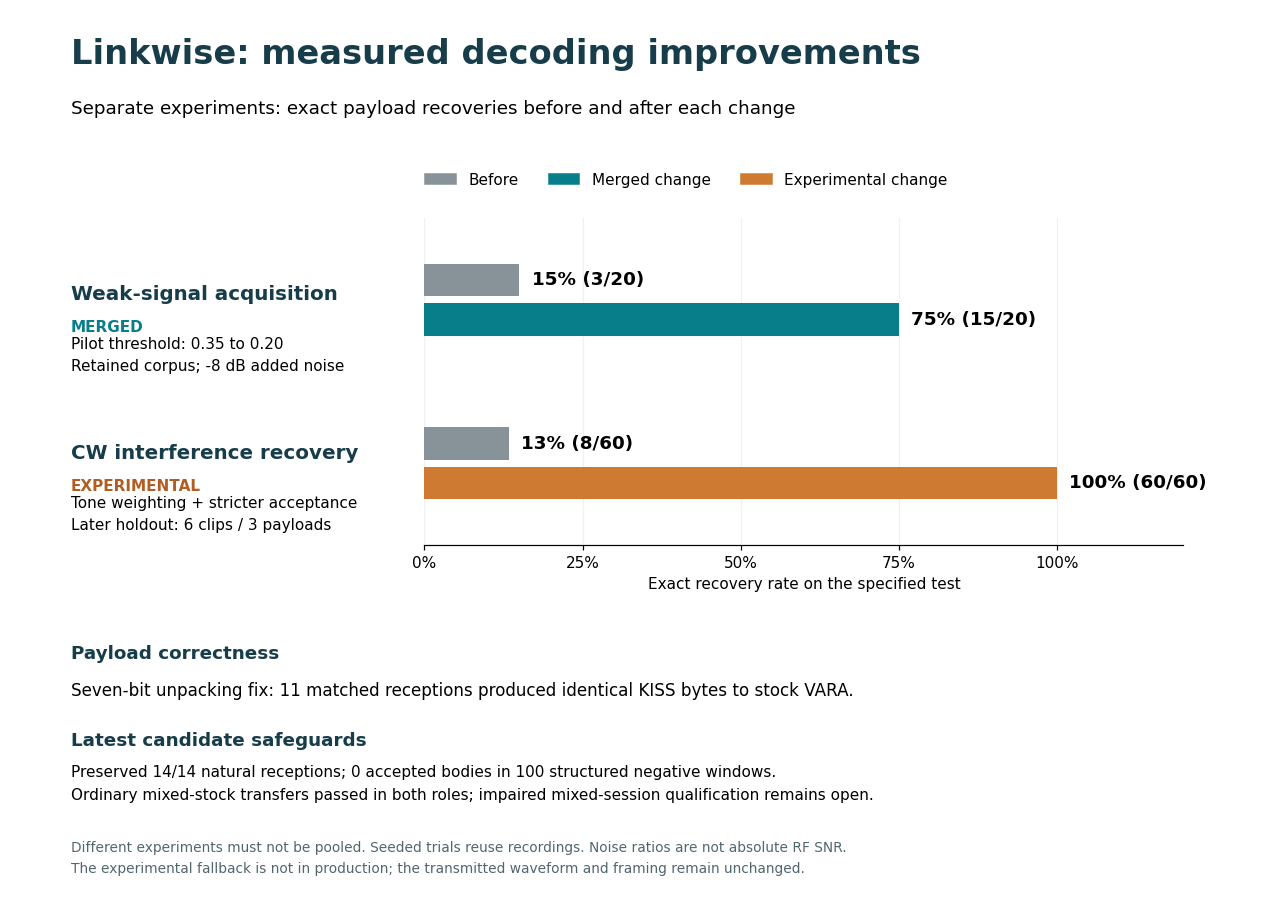 Linkwise: measured decoding improvements
Separate experiments: exact payload recoveries before and after each change
Before
Merged change
Experimental change
15% (3/20)
Weak-signal acquisition
75% (15/20)
MERGED
Pilot threshold: 0.35 to 0.20
Retained corpus; -8 dB added noise
13% (8/60)
CW interference recovery
100% (60/60)
EXPERIMENTAL
Tone weighting + stricter acceptance
Later holdout: 6 clips / 3 payloads
0%
25%
50%
75%
100%
Exact recovery rate on the specified test
Payload correctness
Seven-bit unpacking fix: 11 matched receptions produced identical KISS bytes to stock VARA.
Latest candidate safeguards
Preserved 14/14 natural receptions; 0 accepted bodies in 100 structured negative windows.
Ordinary mixed-stock transfers passed in both roles; impaired mixed-session qualification remains open.
Different experiments must not be pooled. Seeded trials reuse recordings. Noise ratios are not absolute RF SNR.
The experimental fallback is not in production; the transmitted waveform and framing remain unchanged.